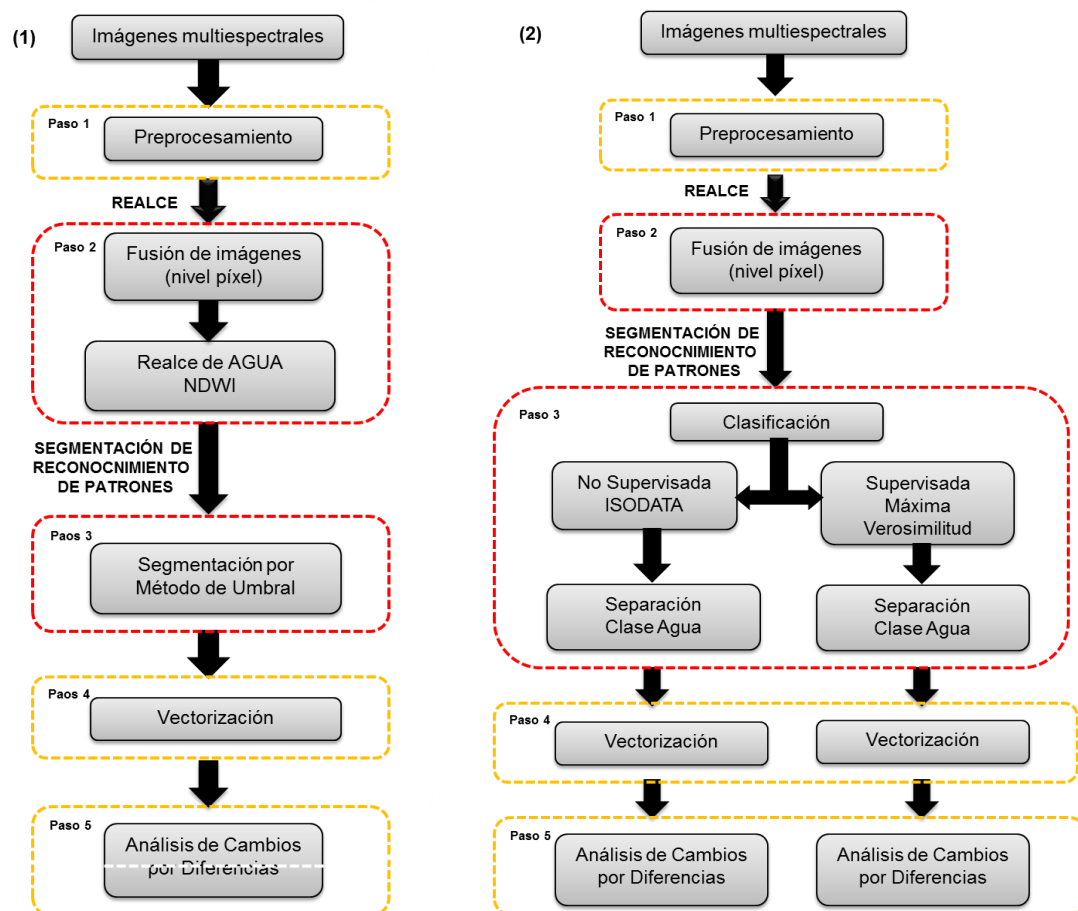 (1)
Imágenes multiespectrales
Paso 1
Preprocesamiento
REALCE
Paso 2
Fusión de imágenes
(nivel píxel)
Realce de AGUA
NDWI
SEGMENTACIÓN DE
RECONOCNIMIENTO
DE PATRONES
Paos 3
Segmentación por
Método de Umbral
Paos 4
Vectorización
Paso 5
Análisis de Cambios
por Diferencias
(2)
Imágenes multiespectrales
Paso 1
Preprocesamiento
REALCE
Paso 2
Fusión de imágenes
(nivel píxel)
SEGMENTACIÓN DE
RECONOCNIMIENTO
DE PATRONES
Paso 3
Clasificación
No Supervisada
ISODATA
Supervisada
Máxima
Verosimilitud
Separación
Clase Agua
Separación
Clase Agua
Paso 4
Vectorización
Vectorización
Paso 5
Análisis de Cambios
por Diferencias
Análisis de Cambios
por Diferencias